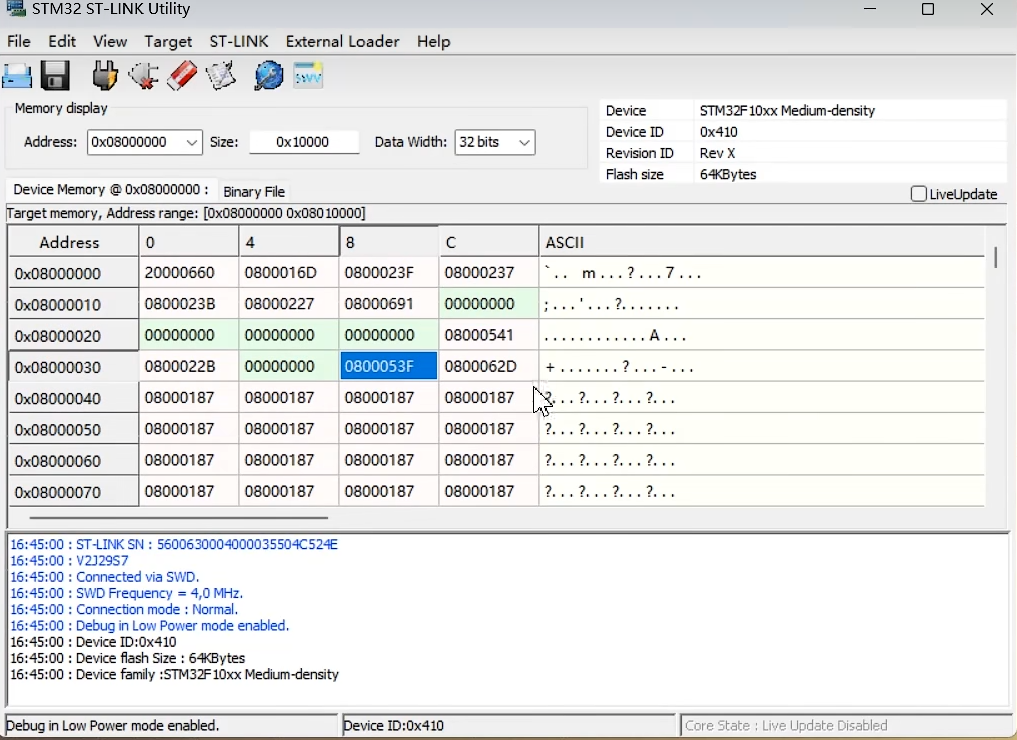 STM32 ST-LINK Utility
File Edit View Target ST-LINK External Loader Help
Memory display
Address: 0x08000000 Size: 0x10000 Data Width: 32 bits
Device STM32F10xx Medium-density
Device ID 0x410
Revision ID Rev X
Flash size 64KBytes
Device Memory @ 0x08000000 : Binary File
LiveUpdate
Target memory, Address range: [0x08000000 0x08010000]
Address 0 4 8 C ASCII
0x08000000 20000660 0800016D 0800023F 08000237 `.. m...?...7...
0x08000010 0800023B 08000227 08000691 00000000 ;...'...?.......
0x08000020 00000000 00000000 00000000 08000541 ............A...
0x08000030 0800022B 00000000 0800053F 0800062D +.......?...-...
0x08000040 08000187 08000187 08000187 08000187 ?...?...?...?...
0x08000050 08000187 08000187 08000187 08000187 ?...?...?...?...
0x08000060 08000187 08000187 08000187 08000187 ?...?...?...?...
0x08000070 08000187 08000187 08000187 08000187 ?...?...?...?...
16:45:00 : ST-LINK SN : 5600630004000035504C524E
16:45:00 : V2J29S7
16:45:00 : Connected via SWD.
16:45:00 : SWD Frequency = 4,0 MHz.
16:45:00 : Connection mode : Normal.
16:45:00 : Debug in Low Power mode enabled.
16:45:00 : Device ID:0x410
16:45:00 : Device flash Size : 64KBytes
16:45:00 : Device family :STM32F10xx Medium-density
Debug in Low Power mode enabled. Device ID:0x410 Core State : Live Update Disabled